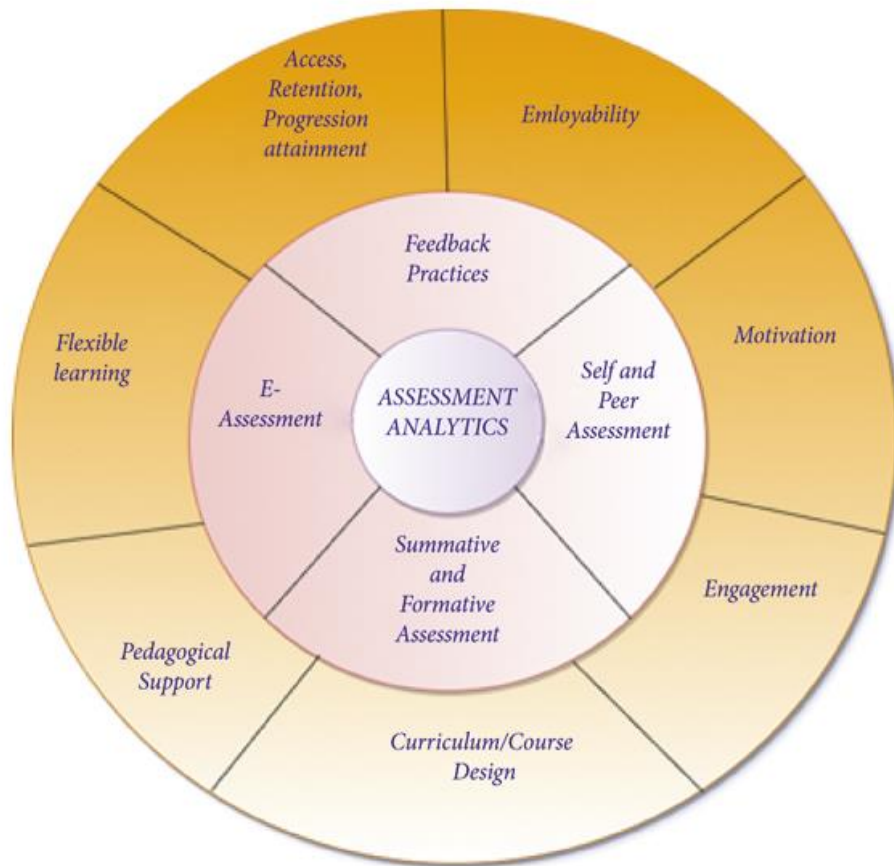 Access,
Retention,
Progression
attainment
Emloyability
Feedback
Practices
Flexible
learning
Motivation
E-
Assessment
ASSESSMENT
ANALYTICS
Self and
Peer
Assessment
Summative
and
Formative
Assessment
Engagement
Pedagogical
Support
Curriculum/Course
Design